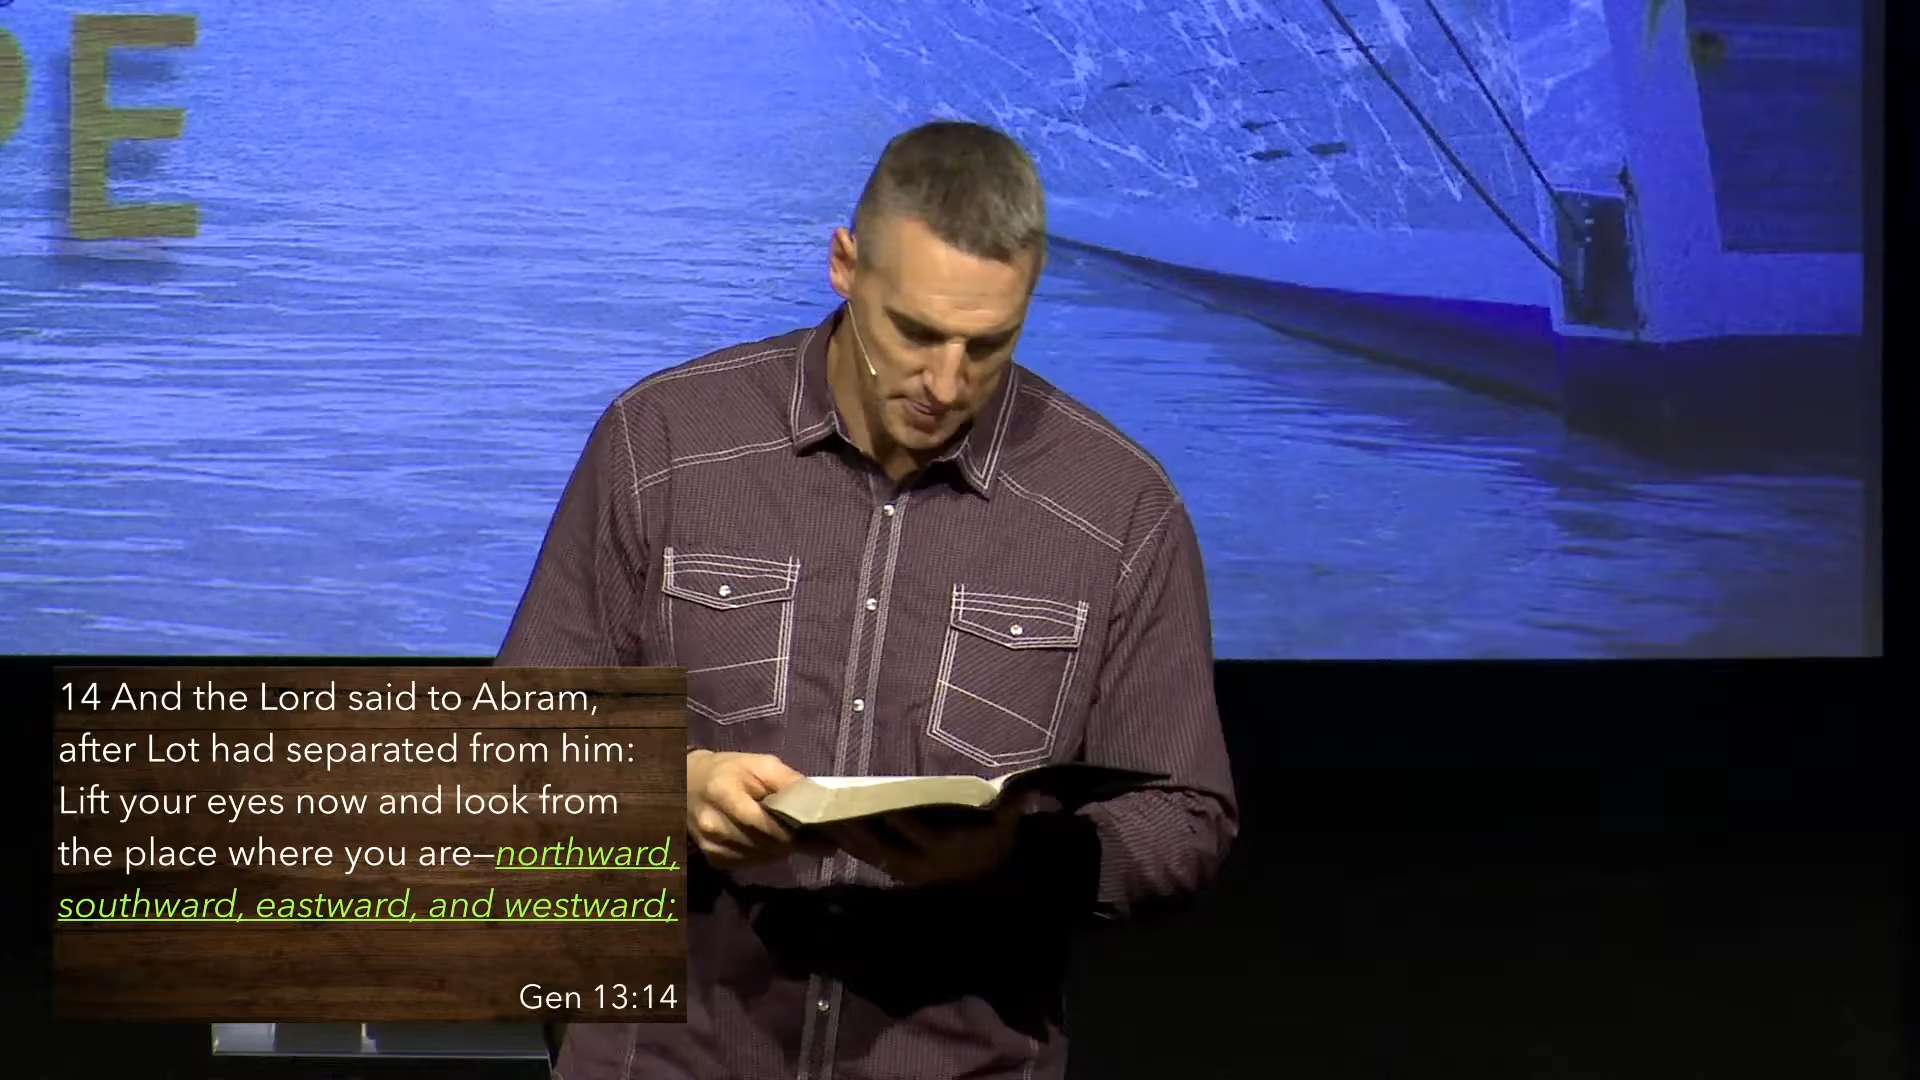 PE
14 And the Lord said to Abram,
after Lot had separated from him:
Lift your eyes now and look from
the place where you are—northward,
southward, eastward, and westward;
Gen 13:14